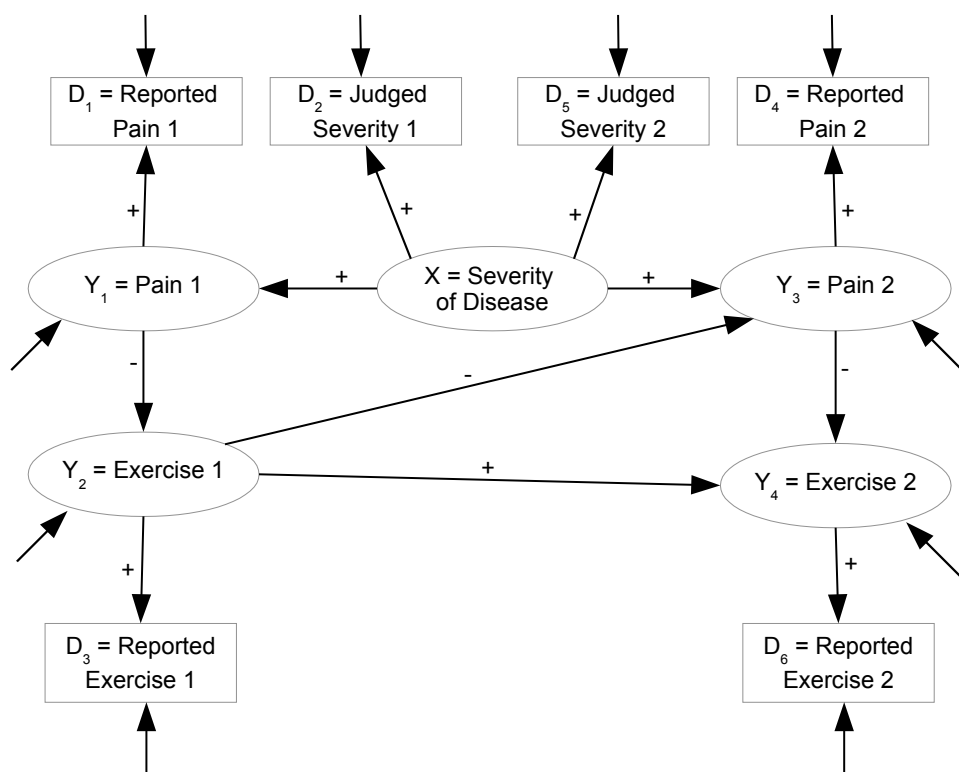 D₁ = Reported
Pain 1
D₂ = Judged
Severity 1
D₅ = Judged
Severity 2
D₄ = Reported
Pain 2
+
+
+
+
Y₁ = Pain 1
+
X = Severity
of Disease
+
Y₃ = Pain 2
-
-
-
Y₂ = Exercise 1
+
Y₄ = Exercise 2
+
+
D₃ = Reported
Exercise 1
D₆ = Reported
Exercise 2